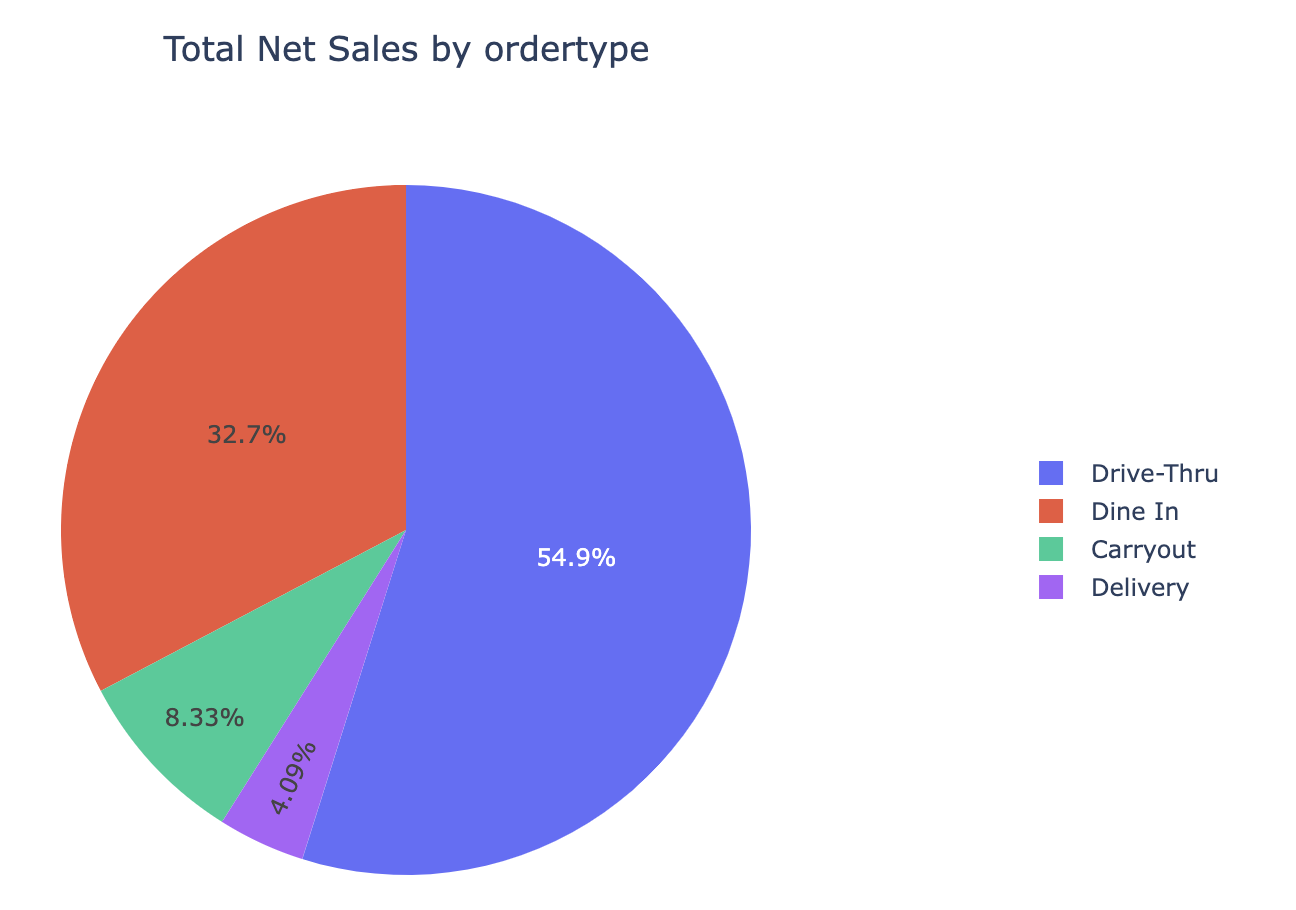 Total Net Sales by ordertype
32.7%
54.9%
8.33%
4.09%
Drive-Thru
Dine In
Carryout
Delivery